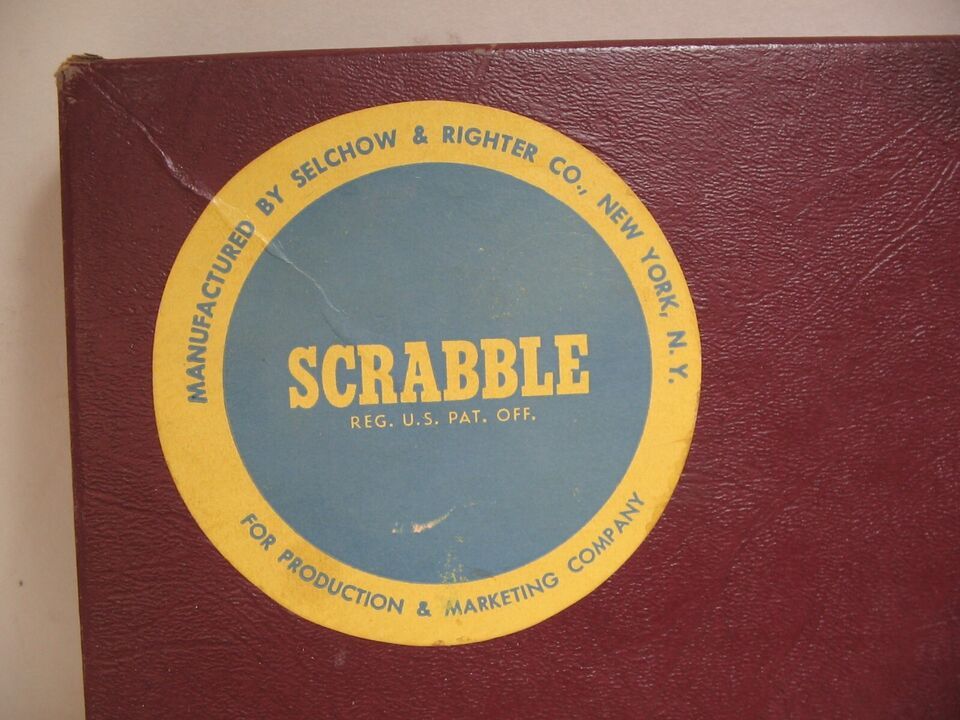 MANUFACTURED BY SELCHOW & RIGHTER CO., NEW YORK, N.Y.
SCRABBLE
REG. U.S. PAT. OFF.
FOR PRODUCTION & MARKETING COMPANY